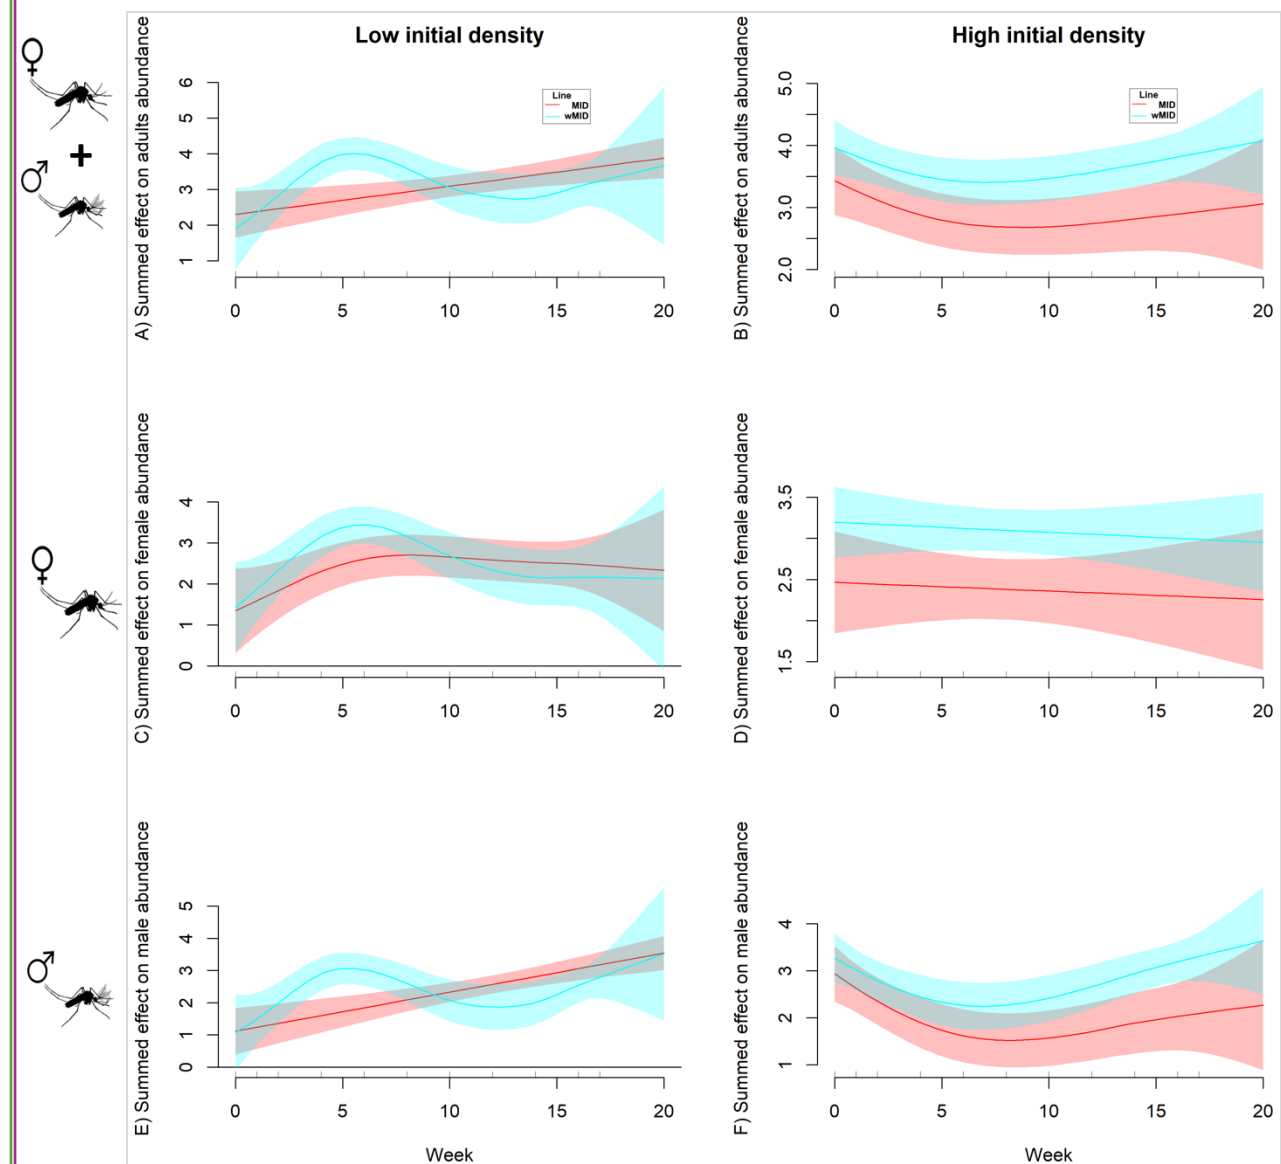 Low initial density
High initial density
A) Summed effect on adults abundance
6
5
4
3
2
1
Line
MID
wMID
0 5 10 15 20
B) Summed effect on adults abundance
5.0
4.0
3.0
2.0
Line
MID
wMID
0 5 10 15 20
C) Summed effect on female abundance
4
3
2
1
0
0 5 10 15 20
D) Summed effect on female abundance
3.5
2.5
1.5
0 5 10 15 20
E) Summed effect on male abundance
5
4
3
2
1
0
0 5 10 15 20
Week
F) Summed effect on male abundance
4
3
2
1
0 5 10 15 20
Week